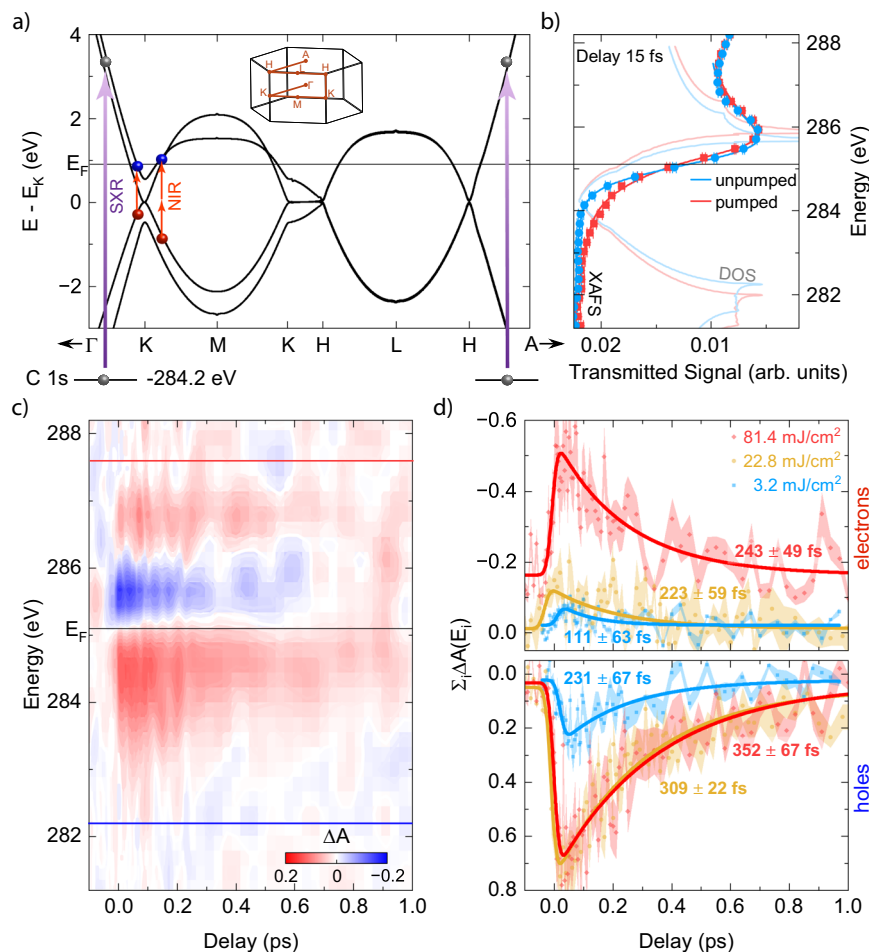 a)
4
2
0
−2
E - E_K (eV)
E_F
SXR
NIR
A
H
L
H
Γ
K
M
K
Γ
K
M
K
H
L
H
A
C 1s
-284.2 eV
b)
Delay 15 fs
288
286
284
282
Energy (eV)
unpumped
pumped
DOS
XAFS
0.02
0.01
Transmitted Signal (arb. units)
c)
288
286
E_F
284
282
Energy (eV)
ΔA
0.2
0
-0.2
0.0
0.2
0.4
0.6
0.8
1.0
Delay (ps)
d)
−0.6
−0.4
−0.2
0.0
81.4 mJ/cm²
22.8 mJ/cm²
3.2 mJ/cm²
243 ± 49 fs
223 ± 59 fs
111 ± 63 fs
electrons
Σ_iΔA(E_i)
0.0
0.2
0.4
0.6
0.8
231 ± 67 fs
352 ± 67 fs
309 ± 22 fs
holes
0.0
0.2
0.4
0.6
0.8
1.0
Delay (ps)